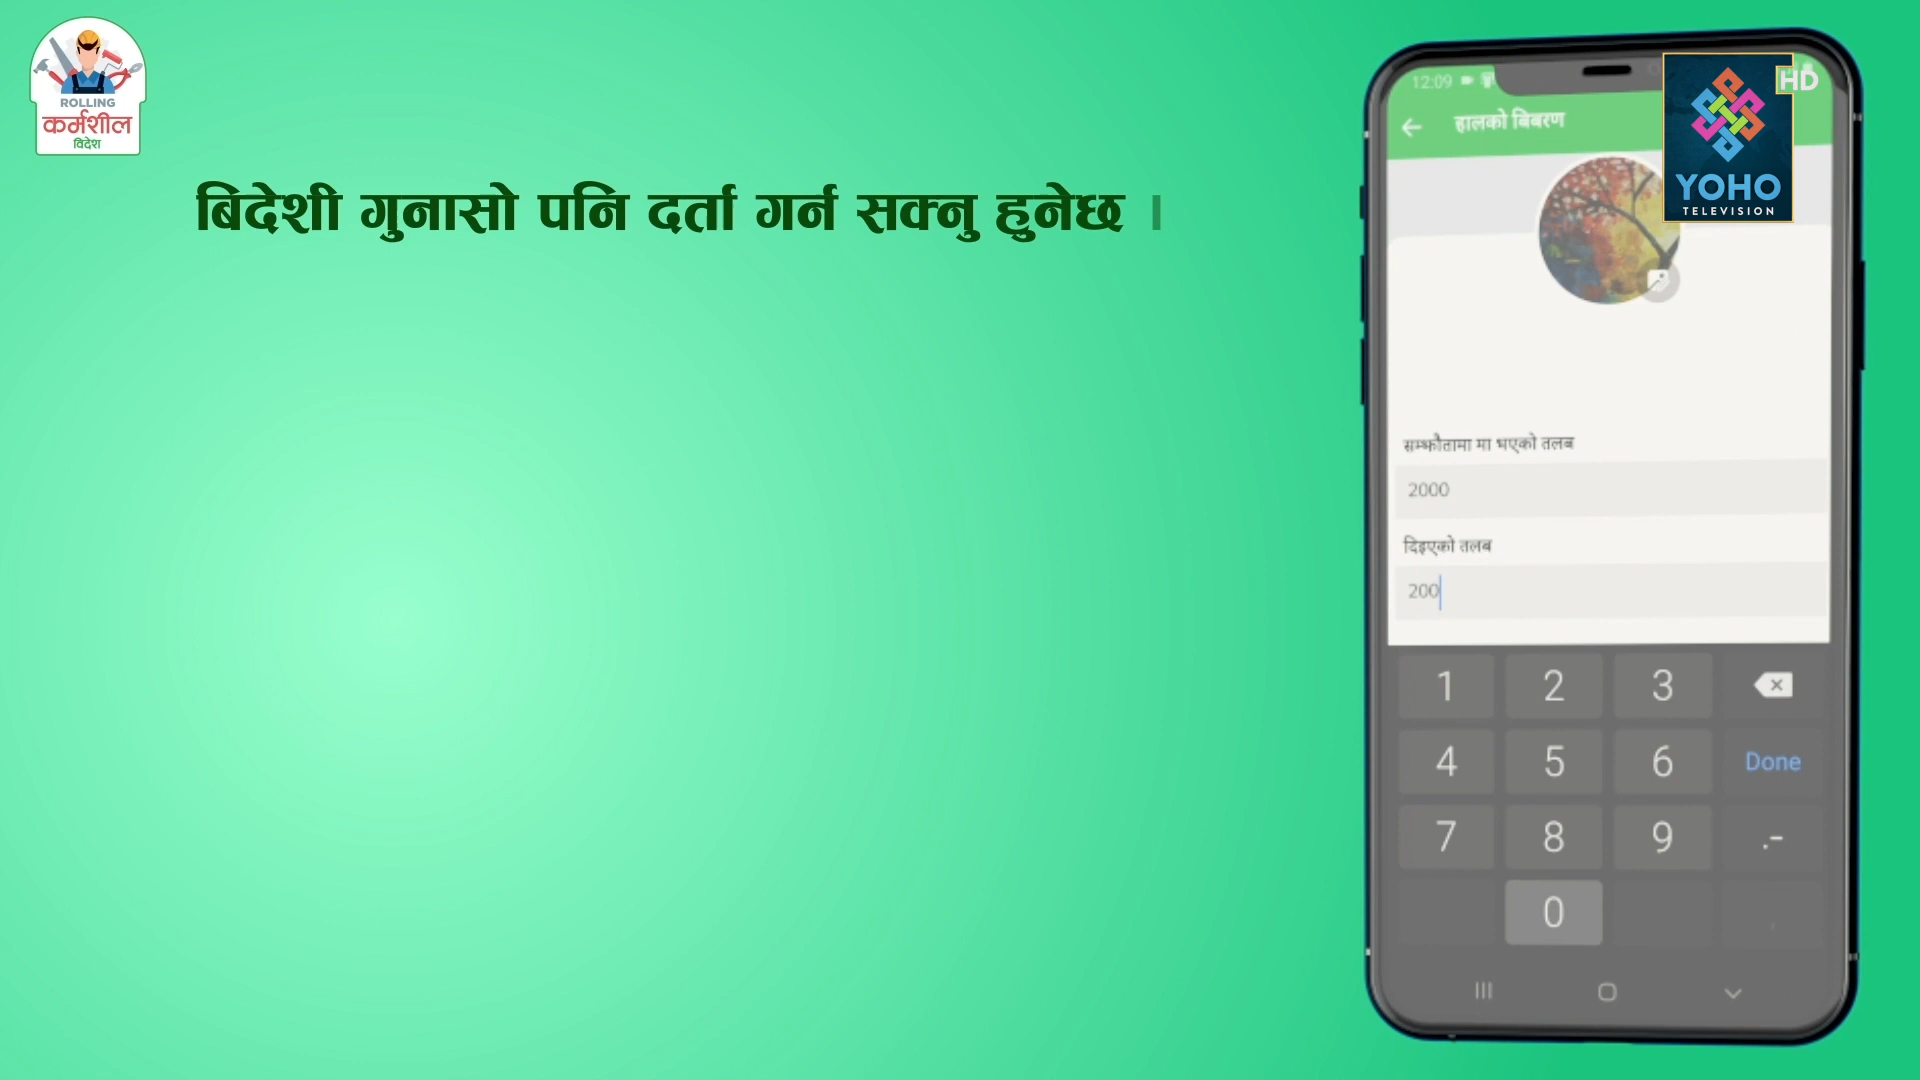 ROLLING
कर्मशील
विदेश
बिदेशी गुनासो पनि दर्ता गर्न सक्नु हुनेछ ।
12:09
HD
हालको बिबरण
YOHO
TELEVISION
सम्झौतामा मा भएको तलब
2000
दिइएको तलब
200
1 2 3
4 5 6 Done
7 8 9 .-
0 ,